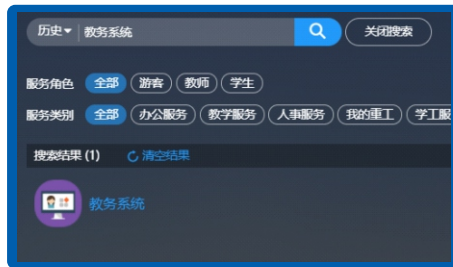 历史▾ 教务系统 关闭搜索
服务角色 全部 游客 教师 学生
服务类别 全部 办公服务 教学服务 人事服务 我的重工 学工服
搜索结果 (1) 清空结果
教务系统